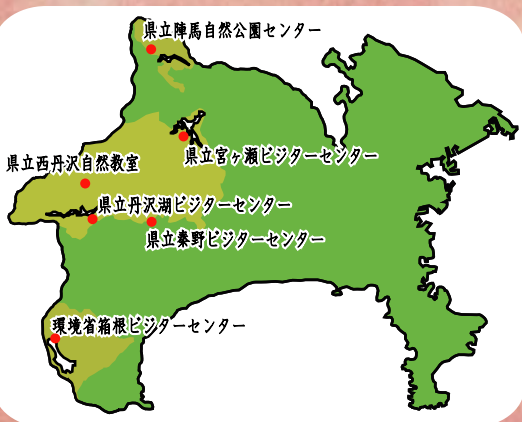 県立陣馬自然公園センター
県立宮ヶ瀬ビジターセンター
県立西丹沢自然教室
県立丹沢湖ビジターセンター
県立秦野ビジターセンター
環境省箱根ビジターセンター